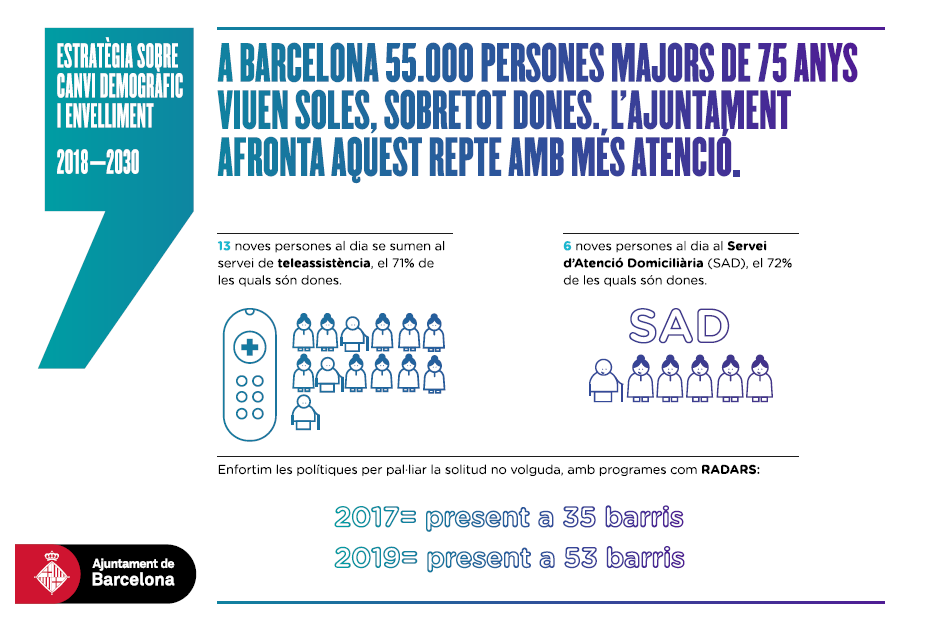 ESTRATÈGIA SOBRE
CANVI DEMOGRÀFIC
I ENVELLIMENT
2018—2030
A BARCELONA 55.000 PERSONES MAJORS DE 75 ANYS
VIUEN SOLES, SOBRETOT DONES. L'AJUNTAMENT
AFRONTA AQUEST REPTE AMB MÉS ATENCIÓ.
13 noves persones al dia se sumen al
servei de teleassistència, el 71% de
les quals són dones.
6 noves persones al dia al Servei
d'Atenció Domiciliària (SAD), el 72%
de les quals són dones.
SAD
Enfortim les polítiques per pal·liar la solitud no volguda, amb programes com RADARS:
2017= present a 35 barris
2019= present a 53 barris
Ajuntament de
Barcelona